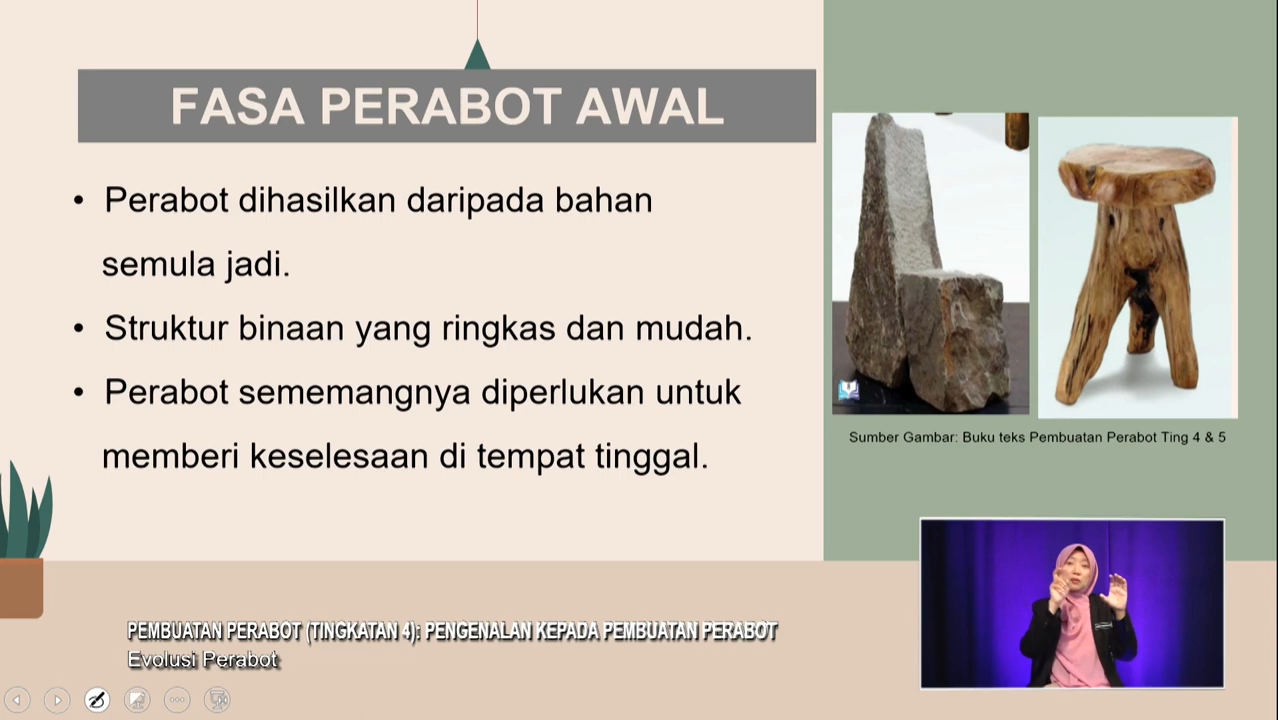 FASA PERABOT AWAL
• Perabot dihasilkan daripada bahan
semula jadi.
• Struktur binaan yang ringkas dan mudah.
• Perabot sememangnya diperlukan untuk
memberi keselesaan di tempat tinggal.
Sumber Gambar: Buku teks Pembuatan Perabot Ting 4 & 5
PEMBUATAN PERABOT (TINGKATAN 4): PENGENALAN KEPADA PEMBUATAN PERABOT
Evolusi Perabot